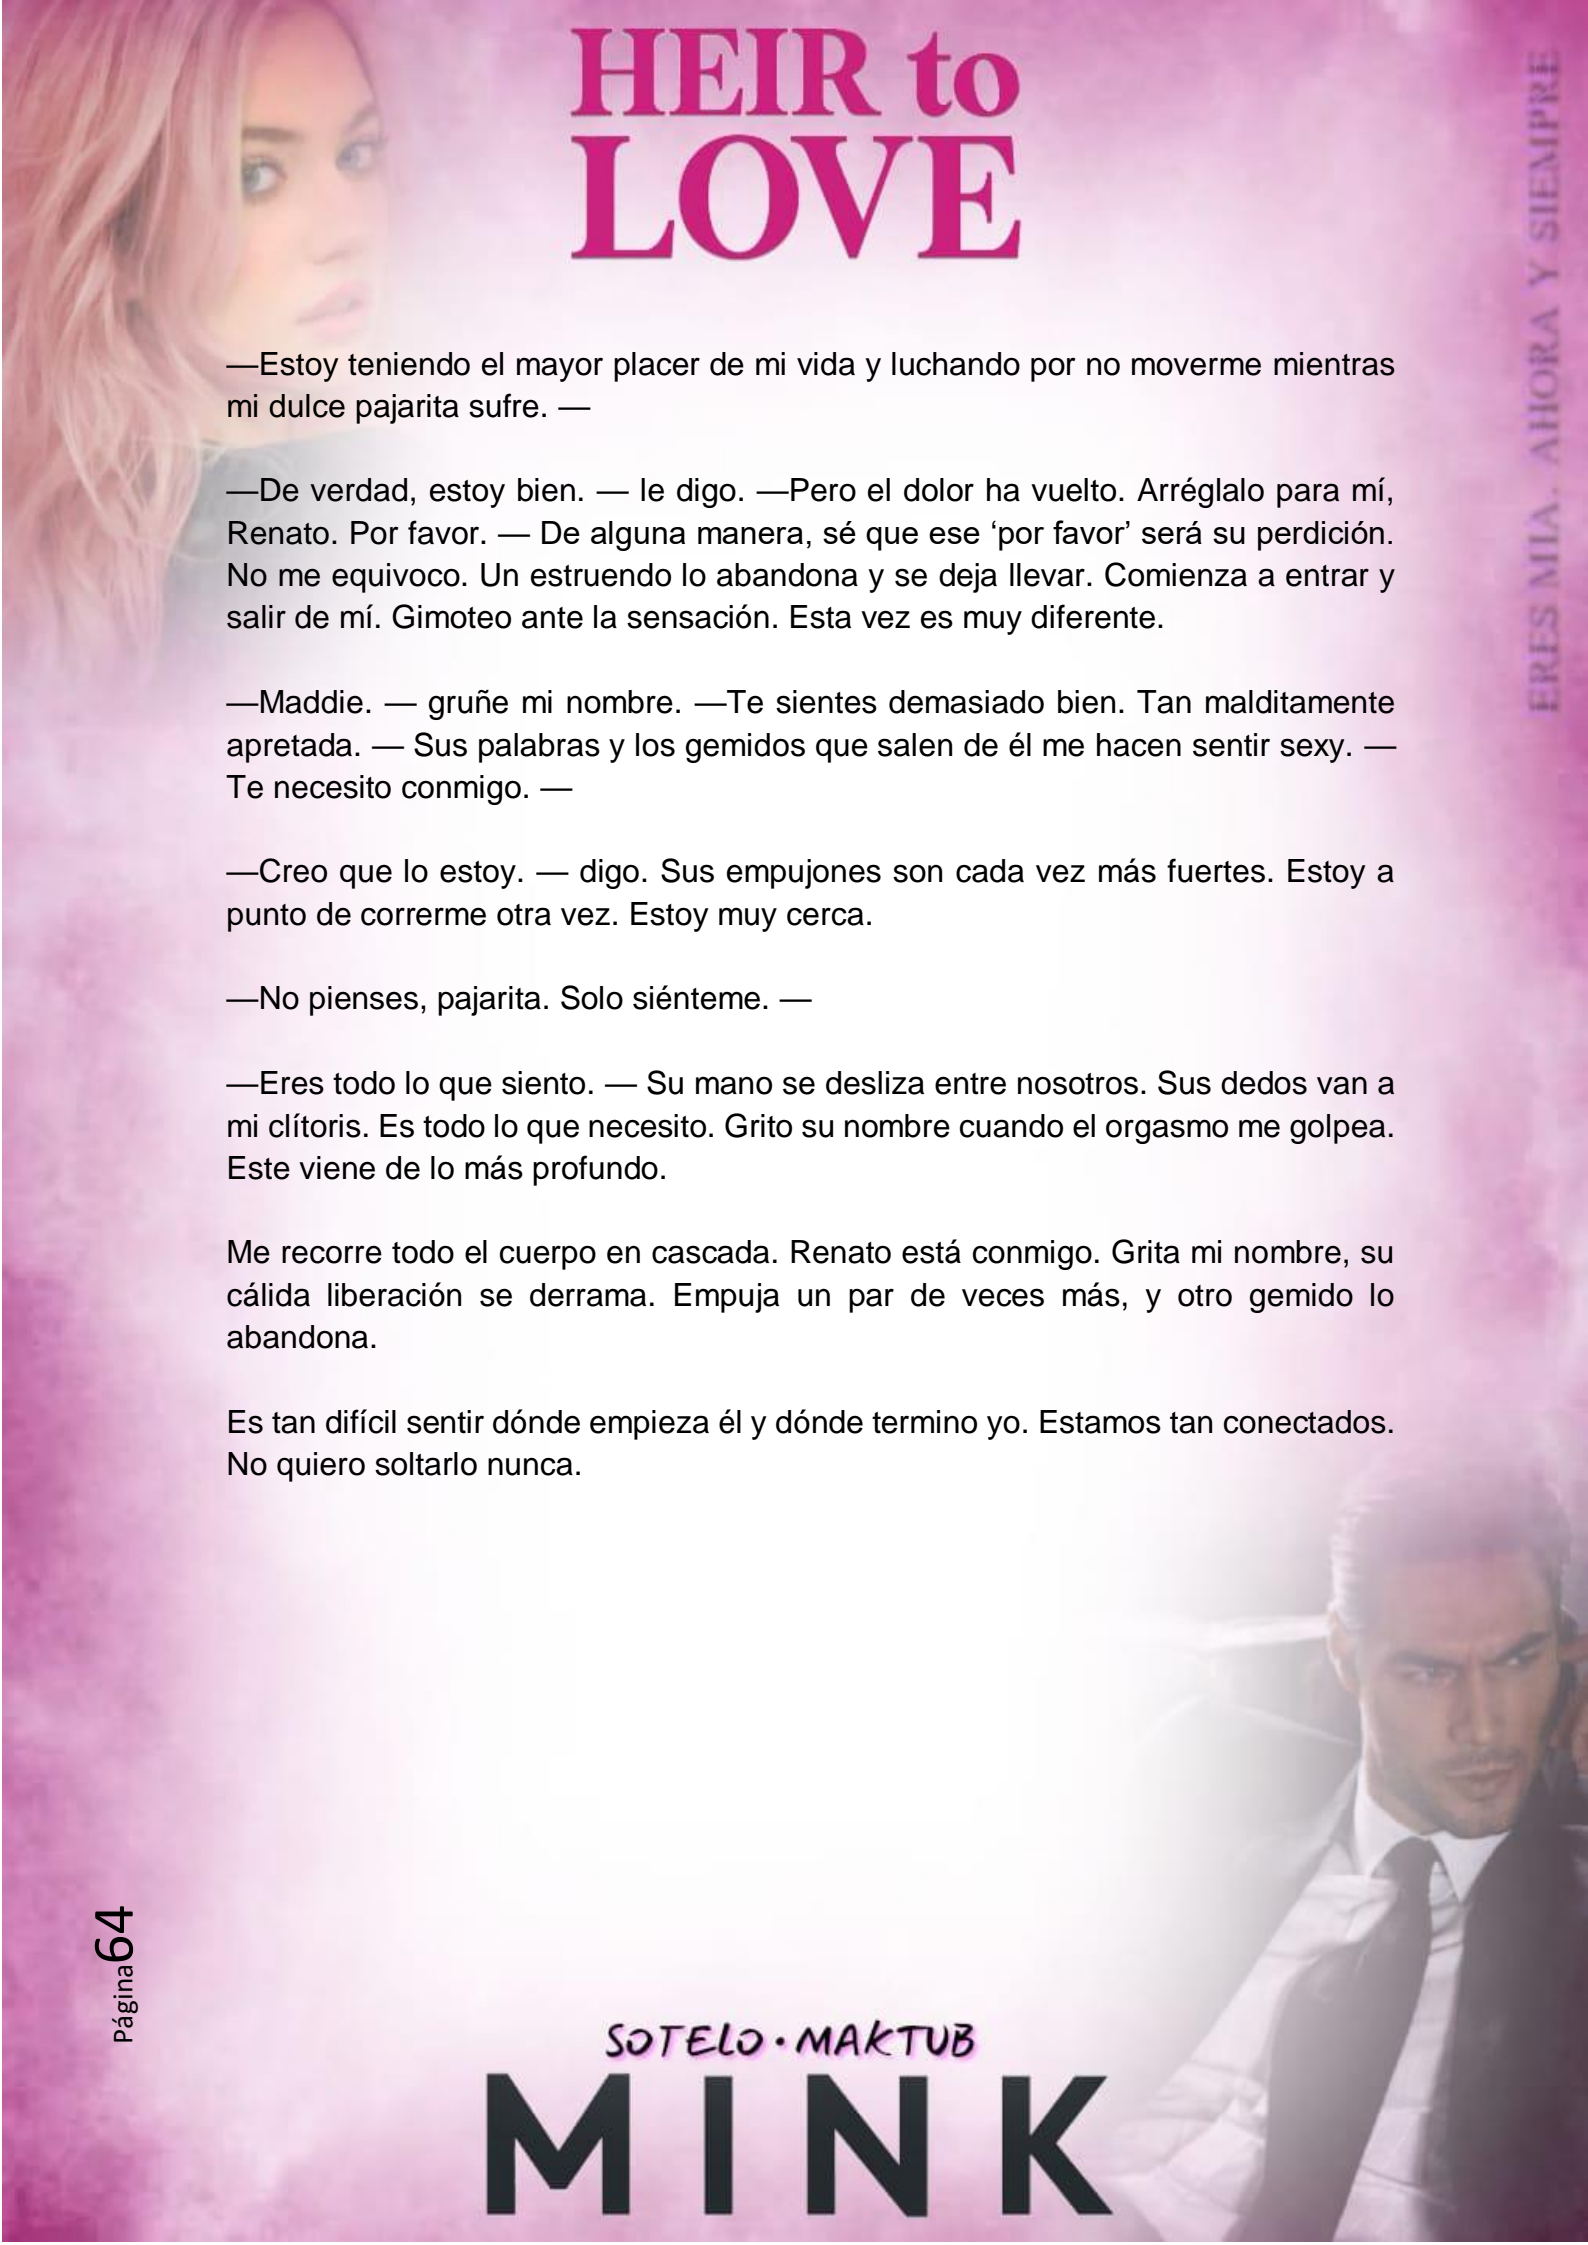 HEIR to
LOVE
ERES MIA. AHORA Y SIEMPRE
—Estoy teniendo el mayor placer de mi vida y luchando por no moverme mientras
mi dulce pajarita sufre. —
—De verdad, estoy bien. — le digo. —Pero el dolor ha vuelto. Arréglalo para mí,
Renato. Por favor. — De alguna manera, sé que ese ‘por favor’ será su perdición.
No me equivoco. Un estruendo lo abandona y se deja llevar. Comienza a entrar y
salir de mí. Gimoteo ante la sensación. Esta vez es muy diferente.
—Maddie. — gruñe mi nombre. —Te sientes demasiado bien. Tan malditamente
apretada. — Sus palabras y los gemidos que salen de él me hacen sentir sexy. —
Te necesito conmigo. —
—Creo que lo estoy. — digo. Sus empujones son cada vez más fuertes. Estoy a
punto de correrme otra vez. Estoy muy cerca.
—No pienses, pajarita. Solo siénteme. —
—Eres todo lo que siento. — Su mano se desliza entre nosotros. Sus dedos van a
mi clítoris. Es todo lo que necesito. Grito su nombre cuando el orgasmo me golpea.
Este viene de lo más profundo.
Me recorre todo el cuerpo en cascada. Renato está conmigo. Grita mi nombre, su
cálida liberación se derrama. Empuja un par de veces más, y otro gemido lo
abandona.
Es tan difícil sentir dónde empieza él y dónde termino yo. Estamos tan conectados.
No quiero soltarlo nunca.
Página64
SOTELO • MAKTUB
MINK